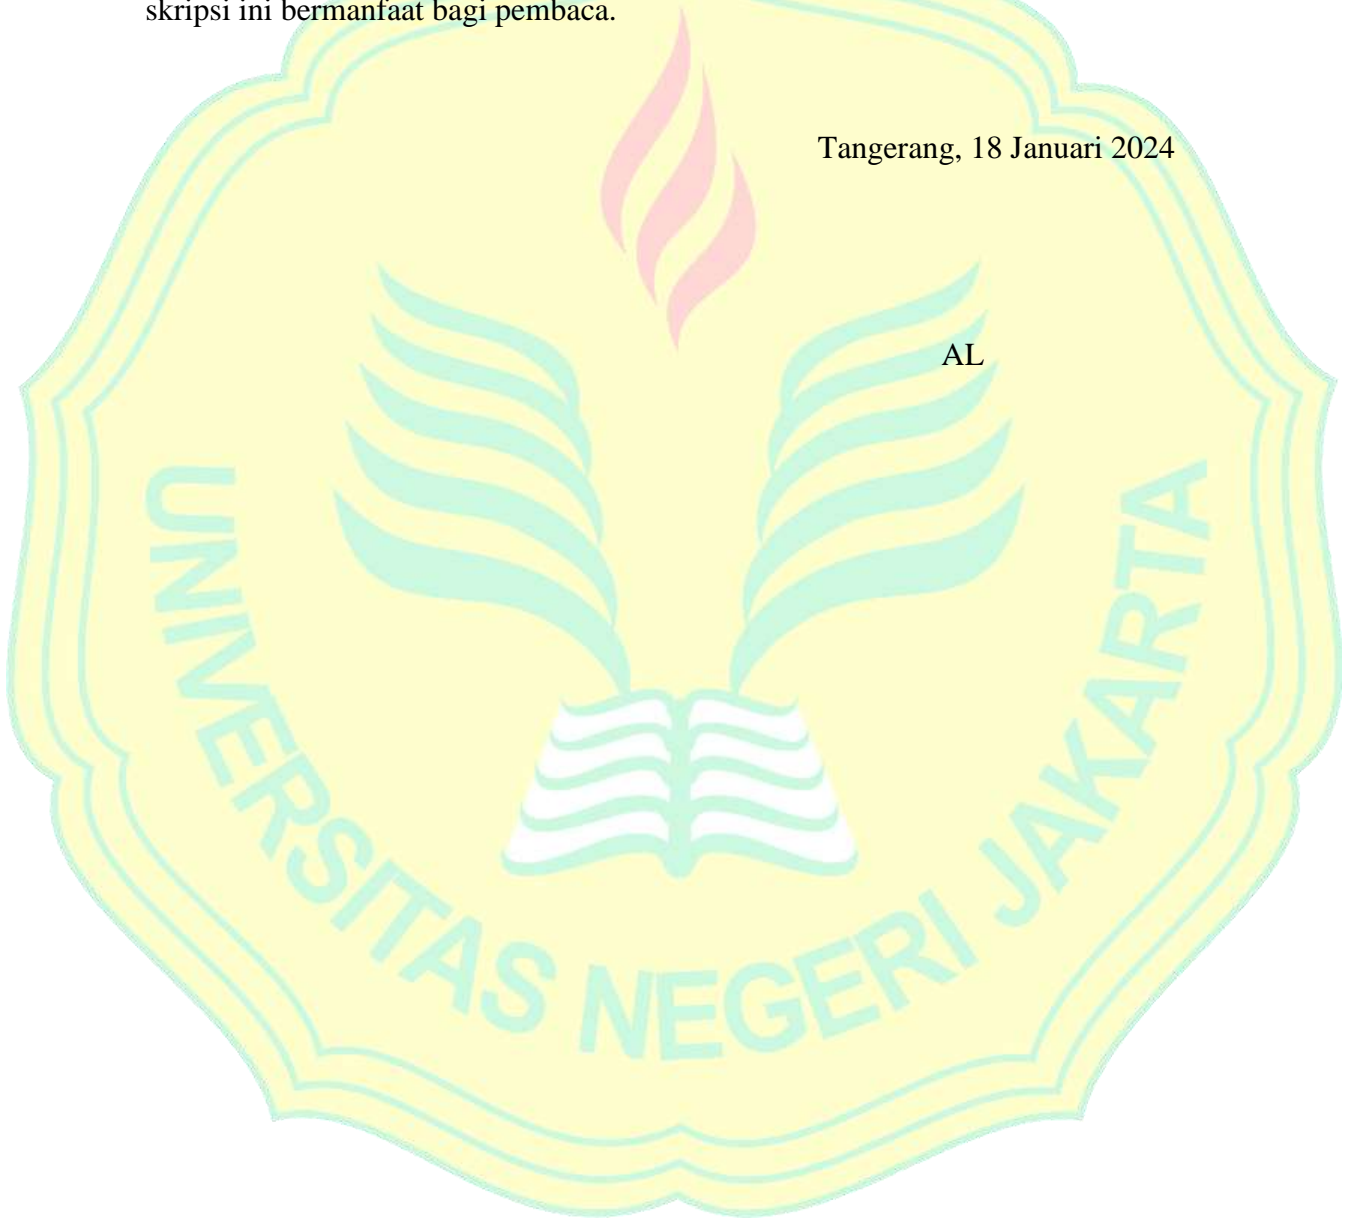 skripsi ini bermanfaat bagi pembaca.
Tangerang, 18 Januari 2024
AL
UNIVERSITAS NEGERI JAKARTA